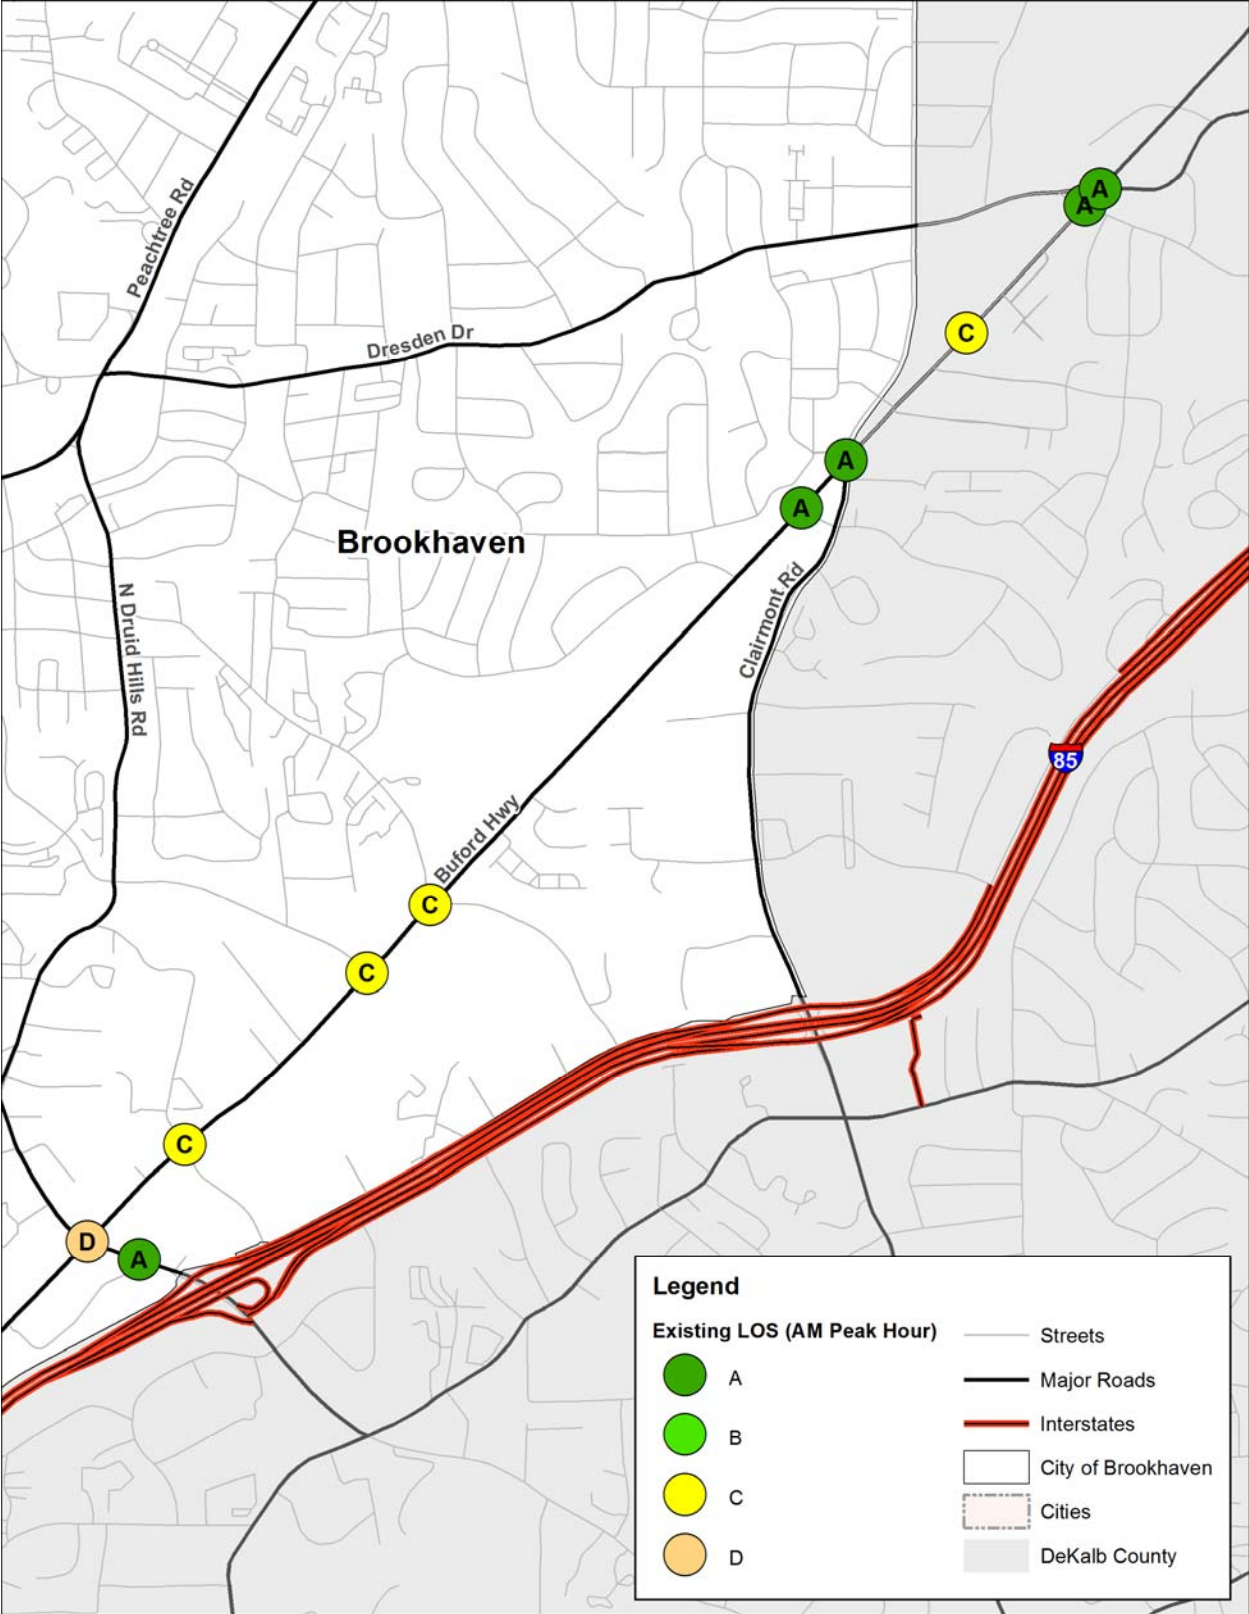 Peachtree Rd
A
A
C
Dresden Dr
A
A
Brookhaven
Clairmont Rd
N Druid Hills Rd
85
Buford Hwy
C
C
C
D
A
Legend
Existing LOS (AM Peak Hour)
A
B
C
D
Streets
Major Roads
Interstates
City of Brookhaven
Cities
DeKalb County